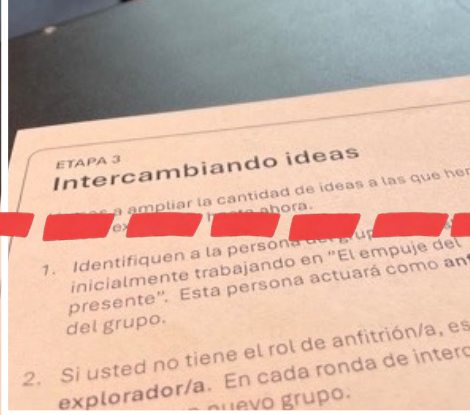 ETAPA 3
Intercambiando ideas
a ampliar la cantidad de ideas a las que
ahora.
1. Identifiquen a la persona
inicialmente trabajando en "El empuje del
presente". Esta persona actuará como
del grupo.
2. Si usted no tiene el rol de anfitrión/a,
explorador/a. En cada ronda de
nuevo grupo.